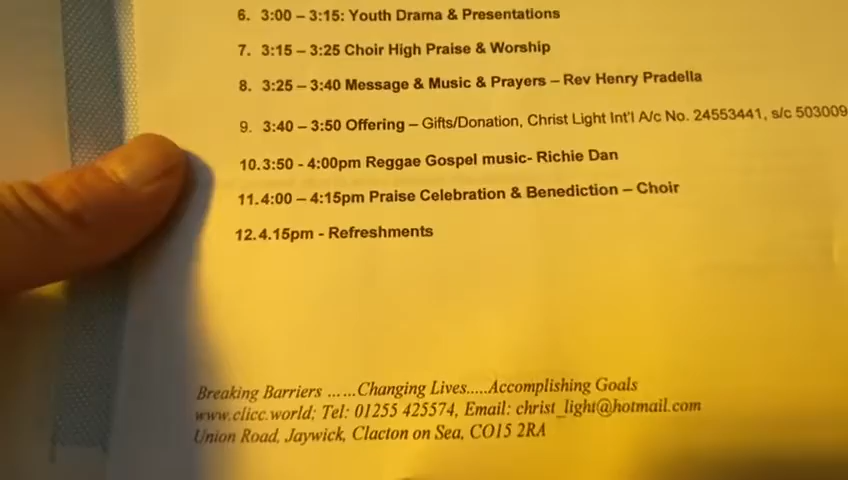 6. 3:00 – 3:15: Youth Drama & Presentations
7. 3:15 – 3:25 Choir High Praise & Worship
8. 3:25 – 3:40 Message & Music & Prayers – Rev Henry Pradella
9. 3:40 – 3:50 Offering – Gifts/Donation, Christ Light Int'l A/c No. 24553441, s/c 503009
10.3:50 - 4:00pm Reggae Gospel music- Richie Dan
11.4:00 – 4:15pm Praise Celebration & Benediction – Choir
12.4.15pm - Refreshments
Breaking Barriers ......Changing Lives.....Accomplishing Goals
www.clicc.world; Tel: 01255 425574, Email: christ_light@hotmail.com
Union Road, Jaywick, Clacton on Sea, CO15 2RA